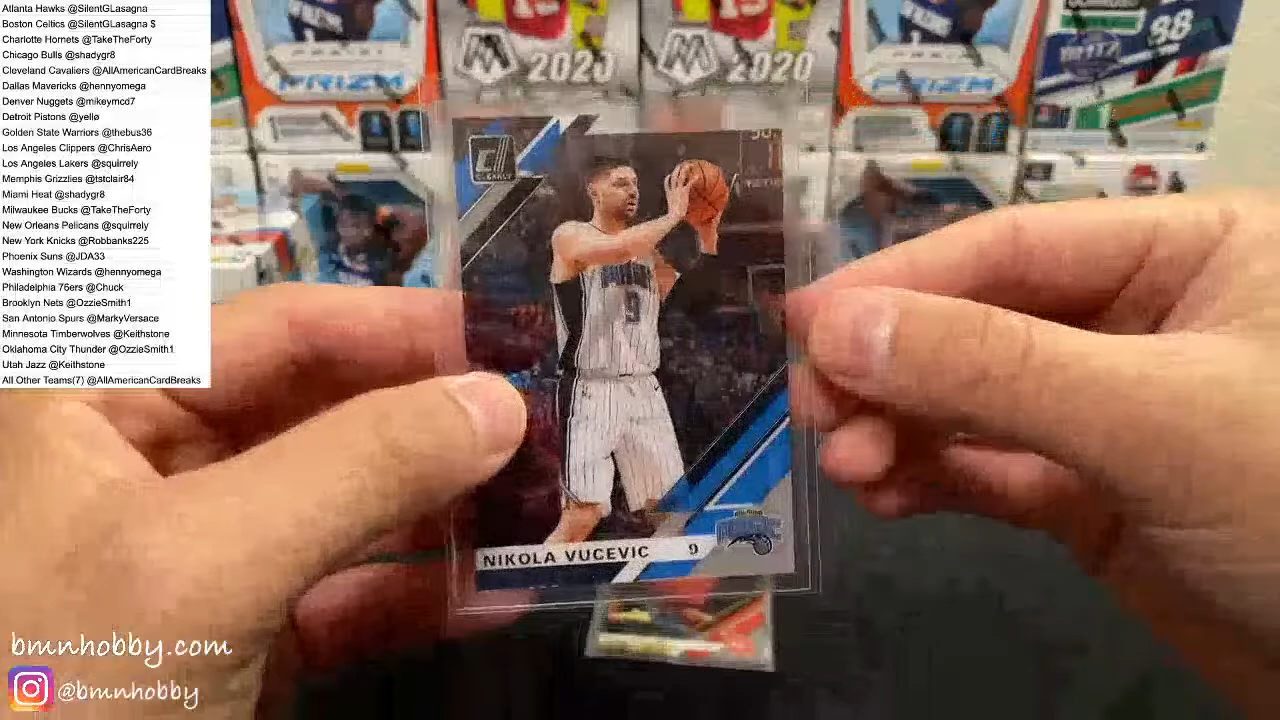 Atlanta Hawks @SilentGLasagna
Boston Celtics @SilentGLasagna $
Charlotte Hornets @TakeTheForty
Chicago Bulls @shadygr8
Cleveland Cavaliers @AllAmericanCardBreaks
Dallas Mavericks @hennyomega
Denver Nuggets @mikeymcd7
Detroit Pistons @yellø
Golden State Warriors @thebus36
Los Angeles Clippers @ChrisAero
Los Angeles Lakers @squirrely
Memphis Grizzlies @tstclair84
Miami Heat @shadygr8
Milwaukee Bucks @TakeTheForty
New Orleans Pelicans @squirrely
New York Knicks @Robbanks225
Phoenix Suns @JDA33
Washington Wizards @hennyomega
Philadelphia 76ers @Chuck
Brooklyn Nets @OzzieSmith1
San Antonio Spurs @MarkyVersace
Minnesota Timberwolves @Keithstone
Oklahoma City Thunder @OzzieSmith1
Utah Jazz @Keithstone
All Other Teams(7) @AllAmericanCardBreaks
PRIZM
2020
2020
PRIZM
88
CLEARLY
9
NIKOLA VUCEVIC 9
bmnhobby.com
@bmnhobby